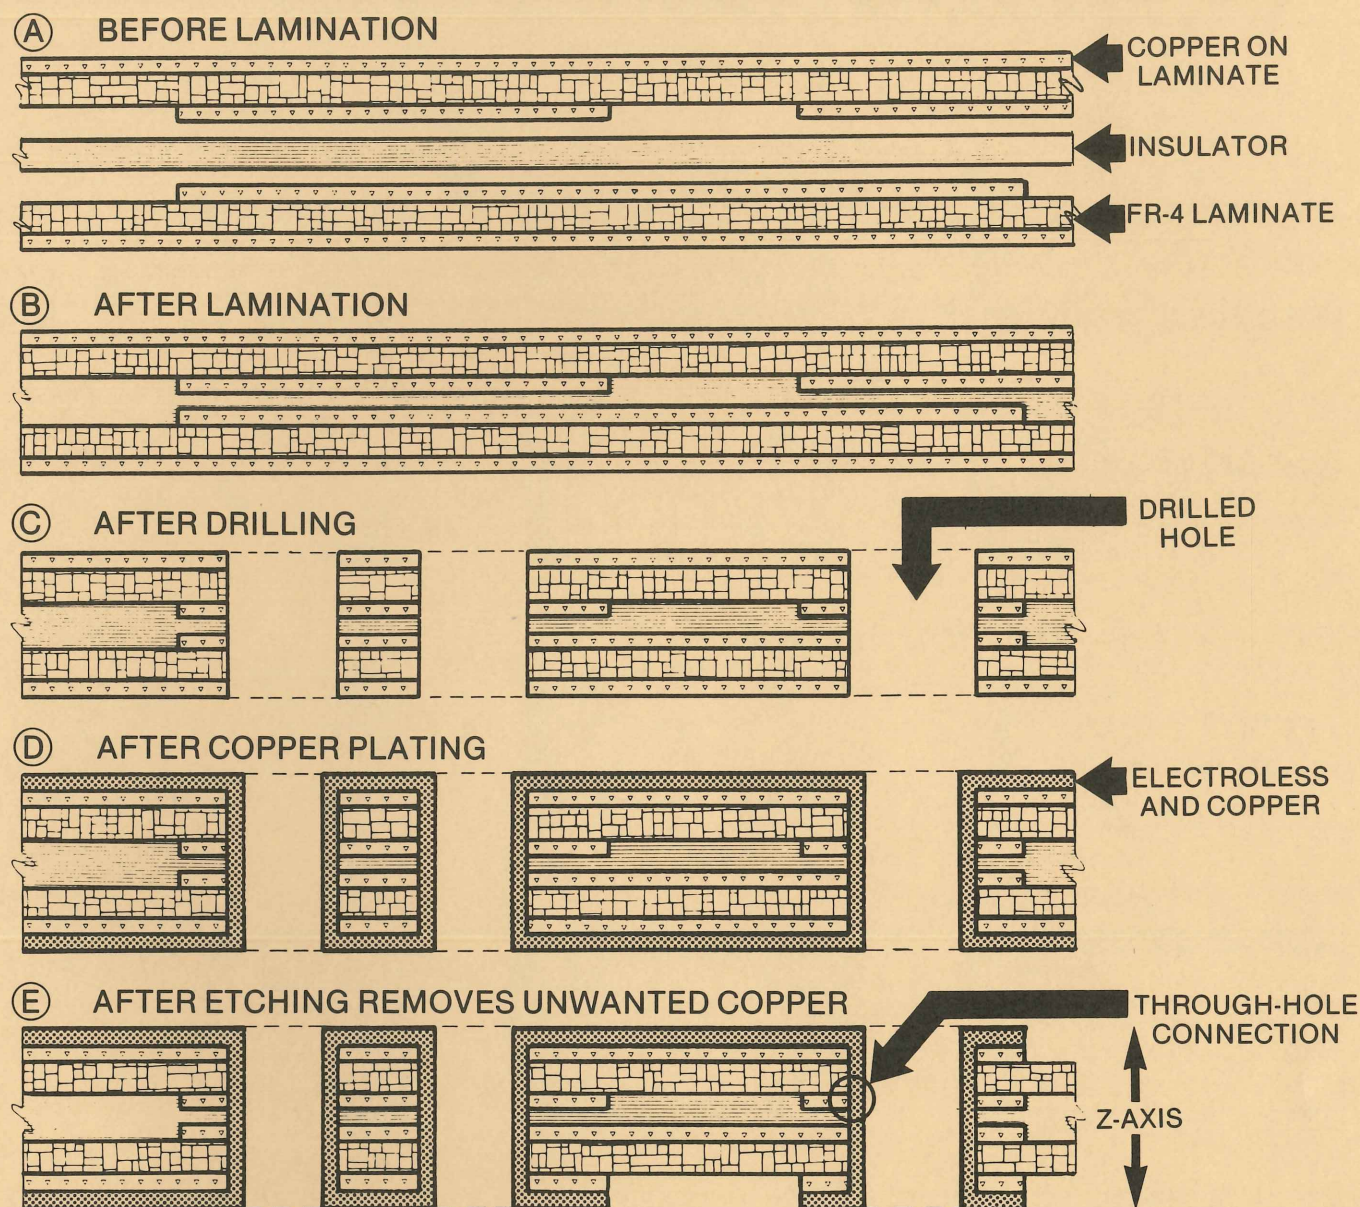 Ⓐ BEFORE LAMINATION
COPPER ON
LAMINATE
INSULATOR
FR-4 LAMINATE
Ⓑ AFTER LAMINATION
Ⓒ AFTER DRILLING
DRILLED
HOLE
Ⓓ AFTER COPPER PLATING
ELECTROLESS
AND COPPER
Ⓔ AFTER ETCHING REMOVES UNWANTED COPPER
THROUGH-HOLE
CONNECTION
Z-AXIS